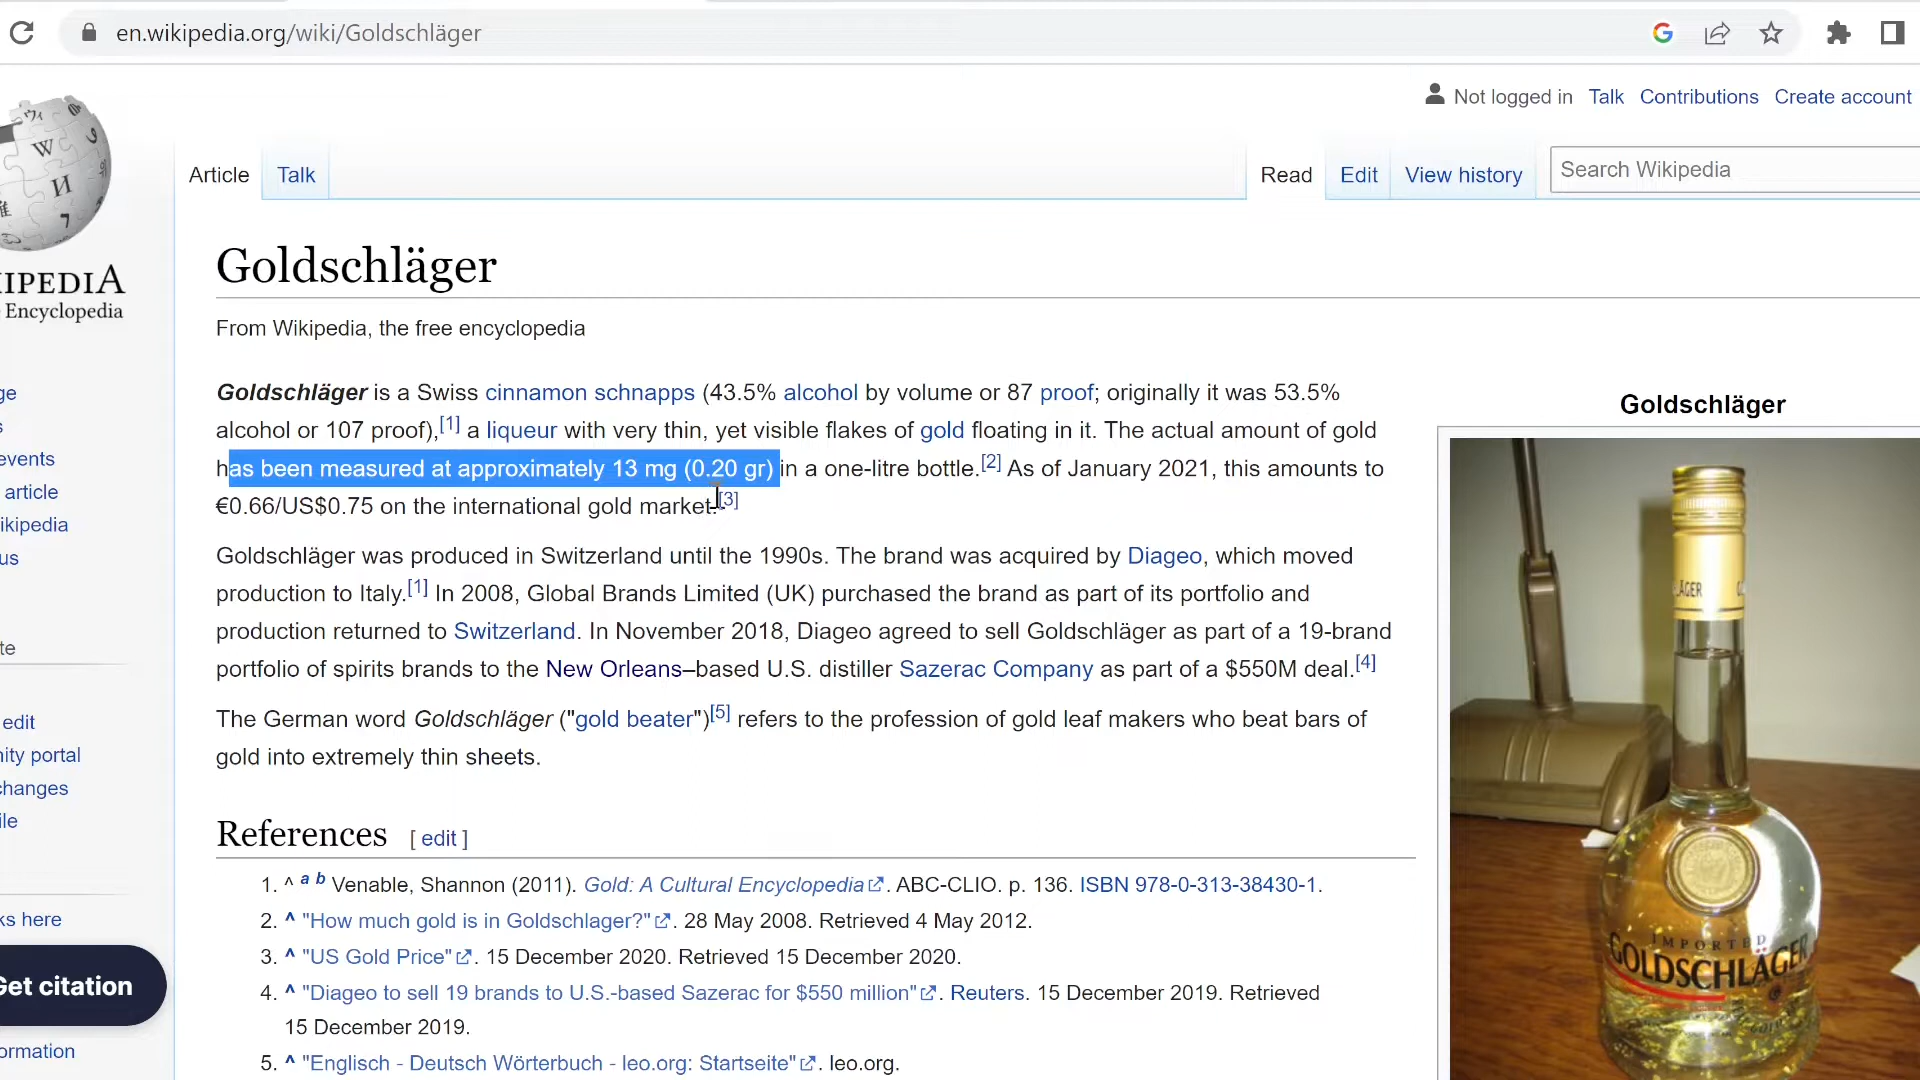 en.wikipedia.org/wiki/Goldschläger
Not logged in Talk Contributions Create account
Article Talk Read Edit View history Search Wikipedia
IPEDIA
Encyclopedia
Goldschläger
From Wikipedia, the free encyclopedia
Goldschläger is a Swiss cinnamon schnapps (43.5% alcohol by volume or 87 proof; originally it was 53.5%
alcohol or 107 proof),[1] a liqueur with very thin, yet visible flakes of gold floating in it. The actual amount of gold
has been measured at approximately 13 mg (0.20 gr) in a one-litre bottle.[2] As of January 2021, this amounts to
€0.66/US$0.75 on the international gold market.[3]
Goldschläger was produced in Switzerland until the 1990s. The brand was acquired by Diageo, which moved
production to Italy.[1] In 2008, Global Brands Limited (UK) purchased the brand as part of its portfolio and
production returned to Switzerland. In November 2018, Diageo agreed to sell Goldschläger as part of a 19-brand
portfolio of spirits brands to the New Orleans–based U.S. distiller Sazerac Company as part of a $550M deal.[4]
The German word Goldschläger ("gold beater")[5] refers to the profession of gold leaf makers who beat bars of
gold into extremely thin sheets.
References [ edit ]
1. ^ a b Venable, Shannon (2011). Gold: A Cultural Encyclopedia. ABC-CLIO. p. 136. ISBN 978-0-313-38430-1.
2. ^ "How much gold is in Goldschlager?". 28 May 2008. Retrieved 4 May 2012.
3. ^ "US Gold Price". 15 December 2020. Retrieved 15 December 2020.
4. ^ "Diageo to sell 19 brands to U.S.-based Sazerac for $550 million". Reuters. 15 December 2019. Retrieved
15 December 2019.
5. ^ "Englisch - Deutsch Wörterbuch - leo.org: Startseite". leo.org.
Goldschläger
IMPORTED
GOLDSCHLÄGER
ge
s
events
article
ikipedia
us
te
edit
nity portal
changes
ile
ks here
Get citation
ormation